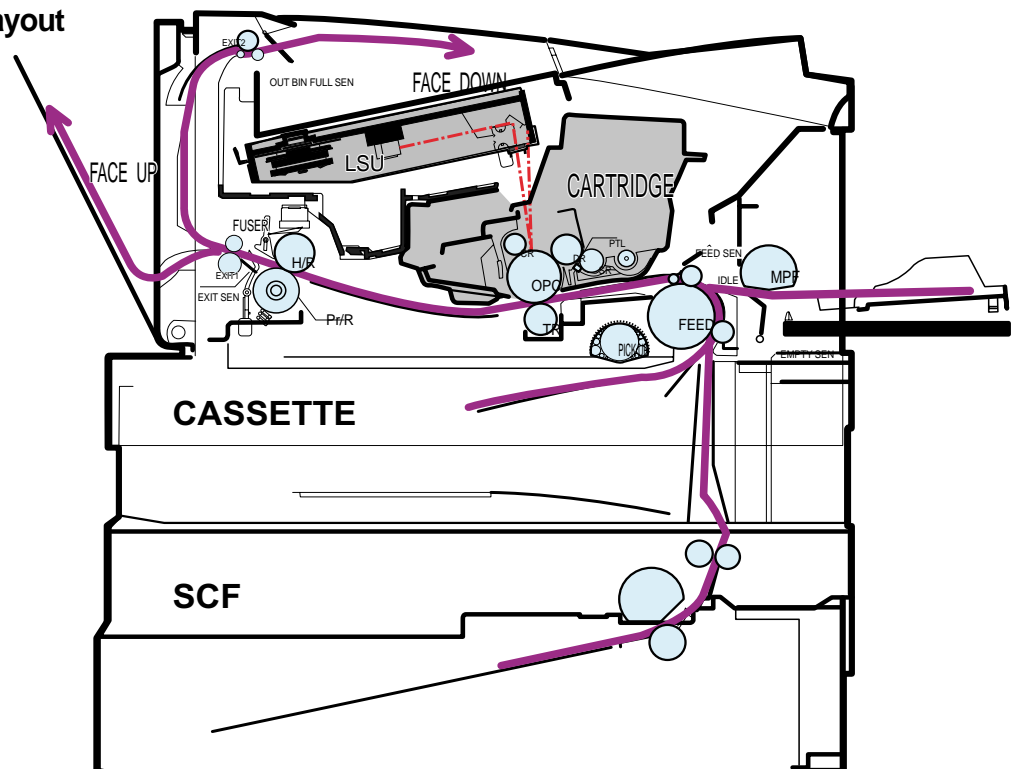 ayout
EXIT2
OUT BIN FULL SEN
FACE DOWN
LSU
FACE UP
CARTRIDGE
FUSER
CR
DR
PTL
SR
FEED SEN
H/R
OPC
IDLE
MPF
EXIT1
EXIT SEN
Pr/R
TR
FEED
EMPTY SEN
CASSETTE
SCF